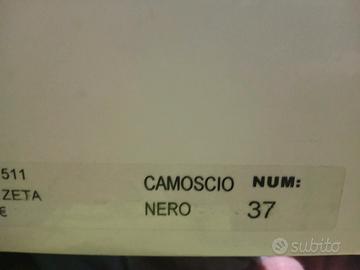 511 CAMOSCIO NUM:
ZETA NERO 37
€
subito